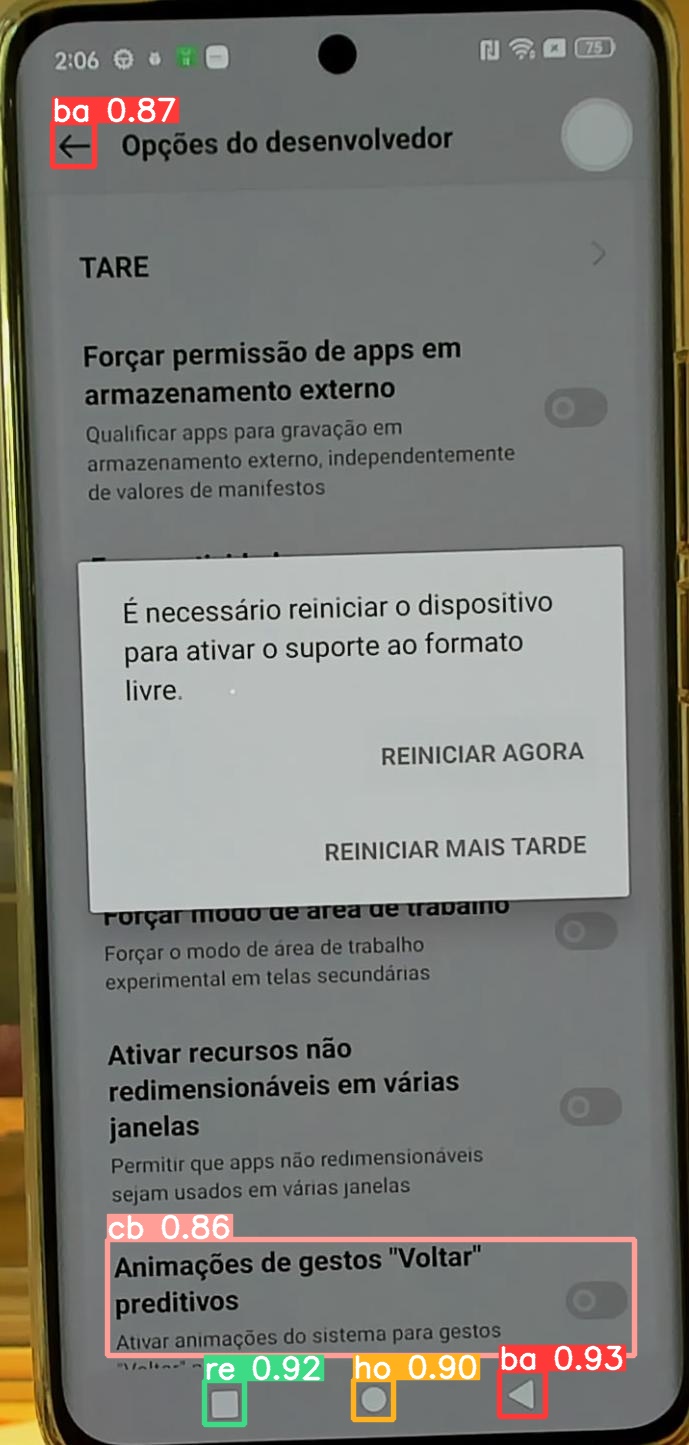 2:06
75
ba 0.87
Opções do desenvolvedor
TARE
Forçar permissão de apps em
armazenamento externo
Qualificar apps para gravação em
armazenamento externo, independentemente
de valores de manifestos
É necessário reiniciar o dispositivo
para ativar o suporte ao formato
livre.
REINICIAR AGORA
REINICIAR MAIS TARDE
Forçar modo de área de trabalho
Forçar o modo de área de trabalho
experimental em telas secundárias
Ativar recursos não
redimensionáveis em várias
janelas
Permitir que apps não redimensionáveis
sejam usados em várias janelas
cb 0.86
Animações de gestos "Voltar"
preditivos
Ativar animações do sistema para gestos
"Voltar"
re 0.92
ho 0.90
ba 0.93